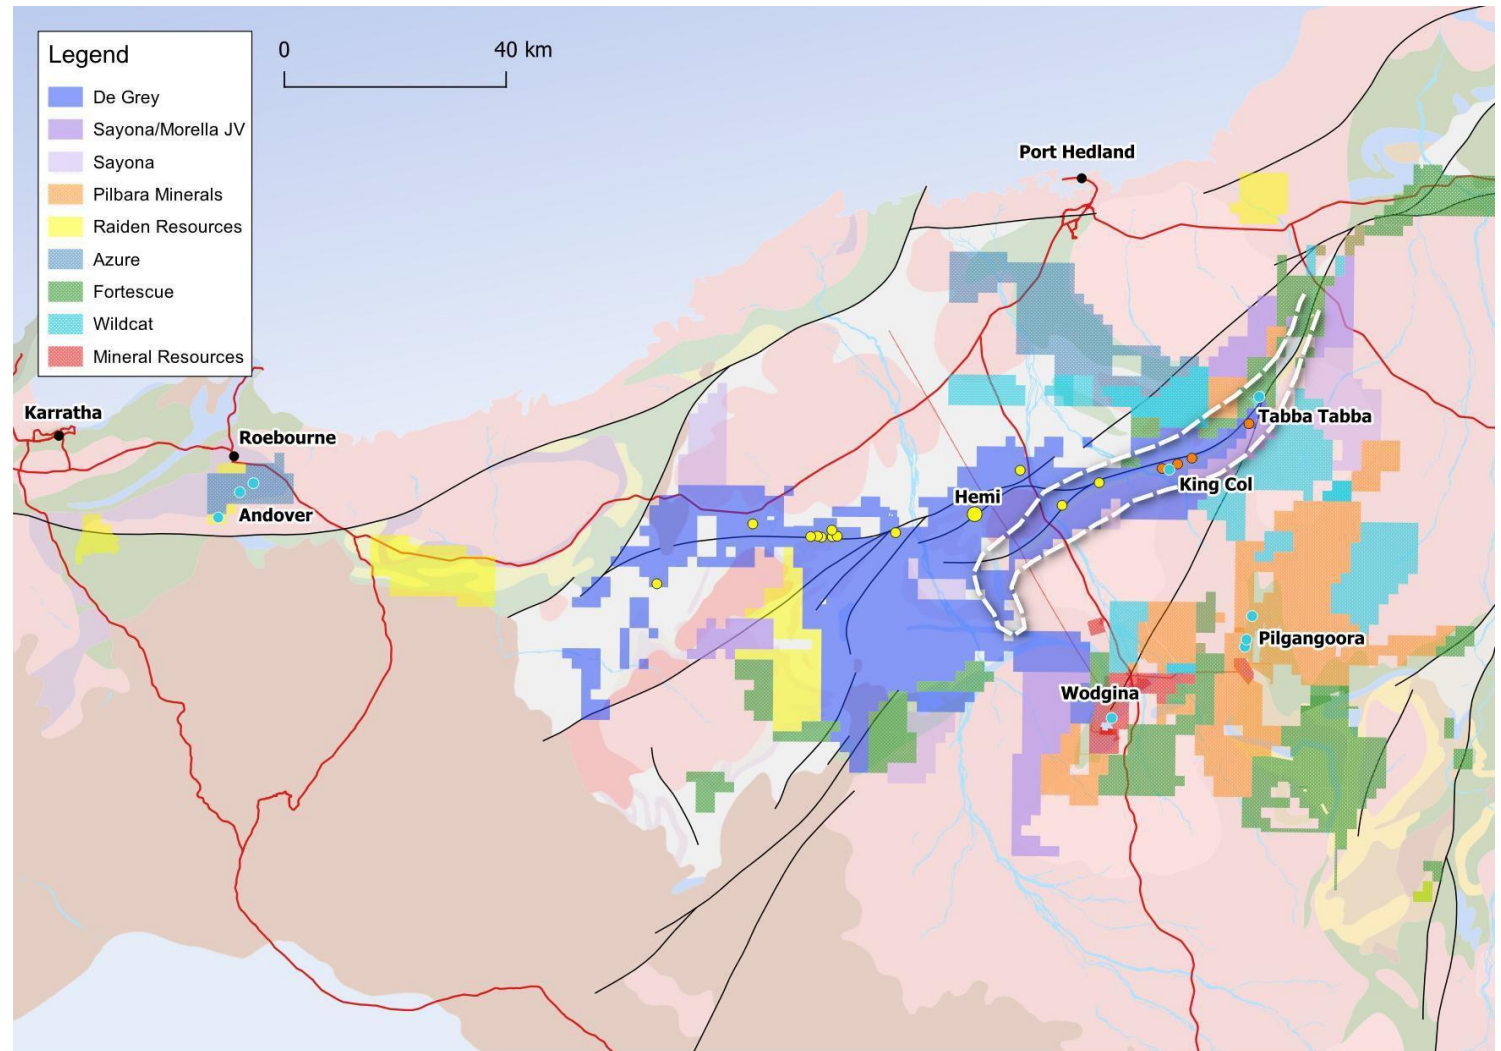 Legend
De Grey
Sayona/Morella JV
Sayona
Pilbara Minerals
Raiden Resources
Azure
Fortescue
Wildcat
Mineral Resources
0 40 km
Port Hedland
Karratha
Roebourne
Andover
Tabba Tabba
King Col
Hemi
Pilgangoora
Wodgina